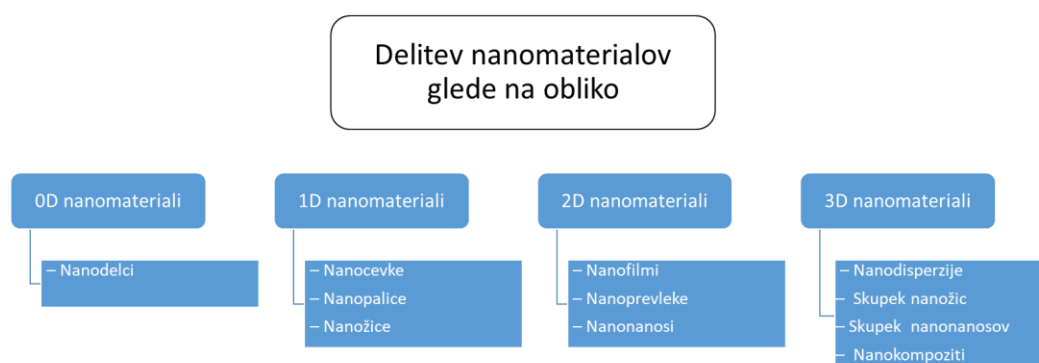 Delitev nanomaterialov
glede na obliko
0D nanomateriali
– Nanodelci
1D nanomateriali
– Nanocevke
– Nanopalice
– Nanožice
2D nanomateriali
– Nanofilmi
– Nanoprevleke
– Nanonanosi
3D nanomateriali
– Nanodisperzije
– Skupek nanožic
– Skupek nanonanosov
– Nanokompoziti